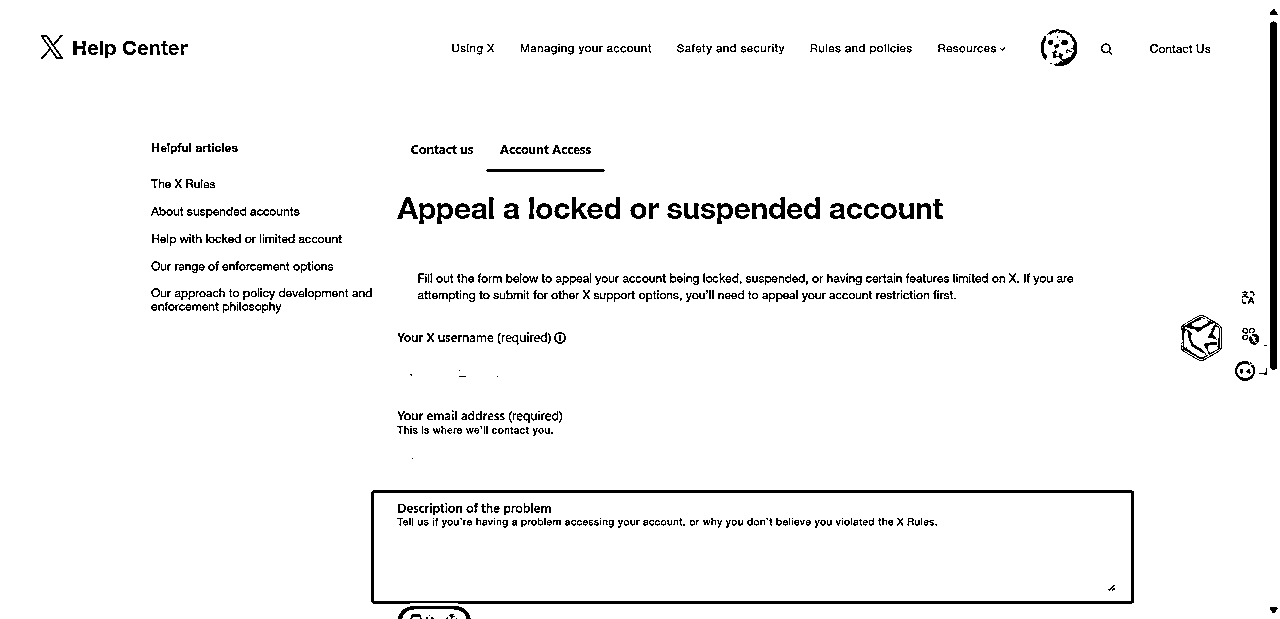 Help Center
Using X
Managing your account
Safety and security
Rules and policies
Resources
Contact Us
Helpful articles
The X Rules
About suspended accounts
Help with locked or limited account
Our range of enforcement options
Our approach to policy development and
enforcement philosophy
Contact us
Account Access
Appeal a locked or suspended account
Fill out the form below to appeal your account being locked, suspended, or having certain features limited on X. If you are
attempting to submit for other X support options, you'll need to appeal your account restriction first.
Your X username (required)
Your email address (required)
This is where we'll contact you.
Description of the problem
Tell us if you're having a problem accessing your account, or why you don't believe you violated the X Rules.